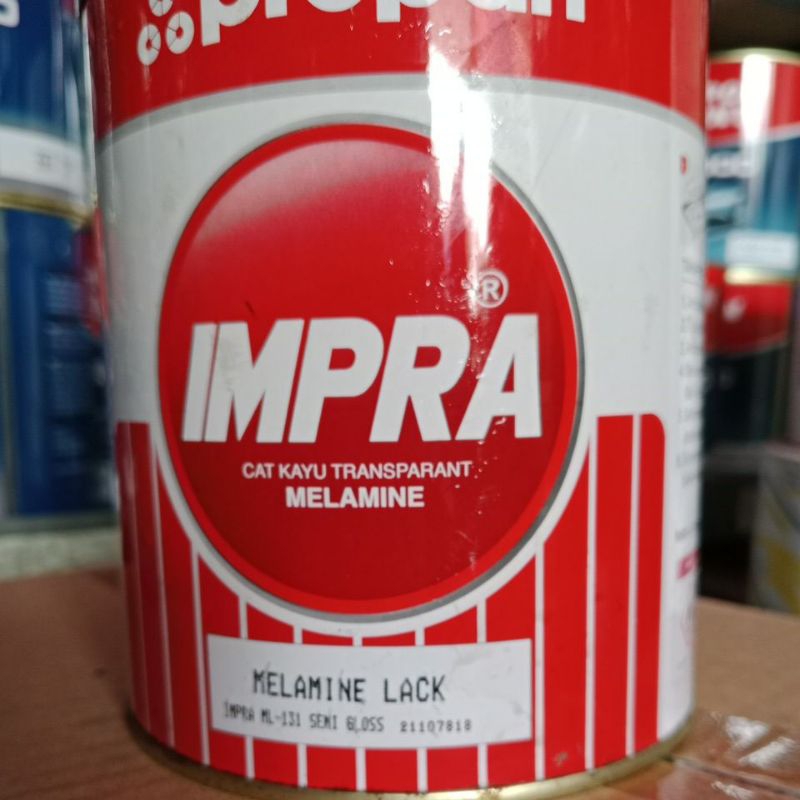 propan
IMPRA®
CAT KAYU TRANSPARANT
MELAMINE
MELAMINE LACK
IMPRA ML-131 SEMI GLOSS 21107818